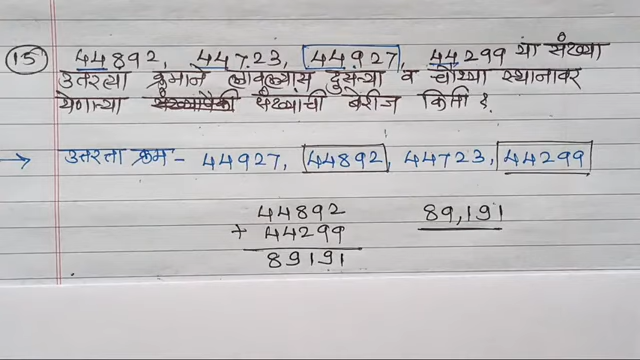 (15) 44892, 44723, 44927, 44299 या संख्या
उतरत्या क्रमाने लावल्यास दुसऱ्या व चौथ्या स्थानावर
येणाऱ्या संख्यापैकी संख्यांची बेरीज किती ?
→ उतरता क्रम - 44927, 44892, 44723, 44299
44892 89,191
+ 44299
89191